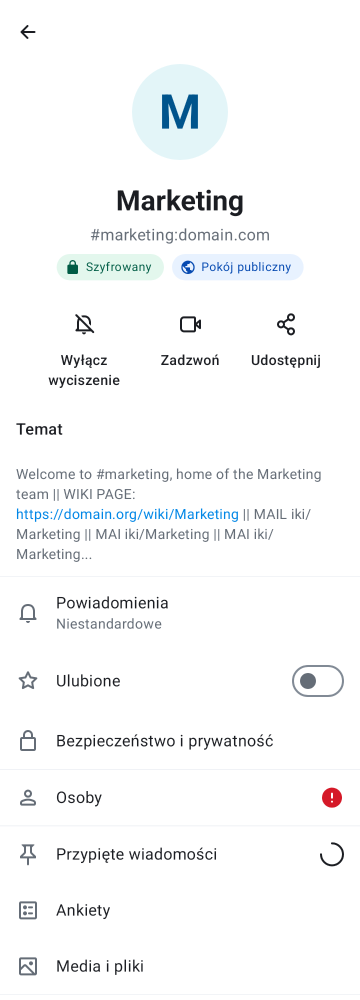 M
Marketing
#marketing:domain.com
Szyfrowany
Pokój publiczny
Wyłącz
wyciszenie
Zadzwoń
Udostępnij
Temat
Welcome to #marketing, home of the Marketing
team || WIKI PAGE:
https://domain.org/wiki/Marketing || MAIL iki/
Marketing || MAI iki/Marketing || MAI iki/
Marketing...
Powiadomienia
Niestandardowe
Ulubione
Bezpieczeństwo i prywatność
Osoby
Przypięte wiadomości
Ankiety
Media i pliki